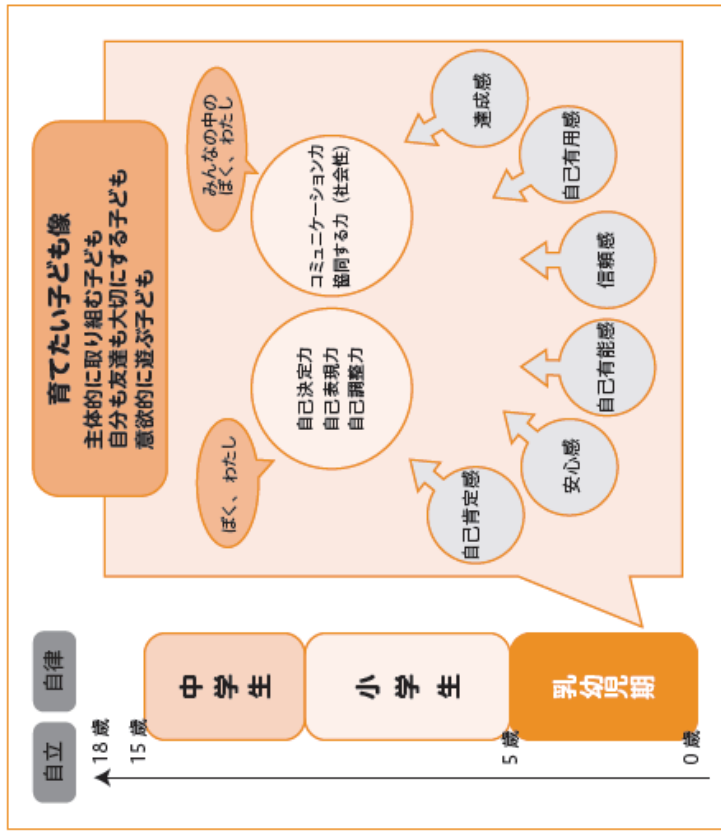 自立
自律
18歳
15歳
5歳
0歳
中学生
小学生
乳幼児期
育てたい子ども像
主体的に取り組む子ども
自分も友達も大切にする子ども
意欲的に遊ぶ子ども
ぼく、わたし
みんなの中の
ぼく、わたし
自己決定力
自己表現力
自己調整力
コミュニケーション力
協同する力（社会性）
自己肯定感
安心感
自己有能感
信頼感
自己有用感
達成感